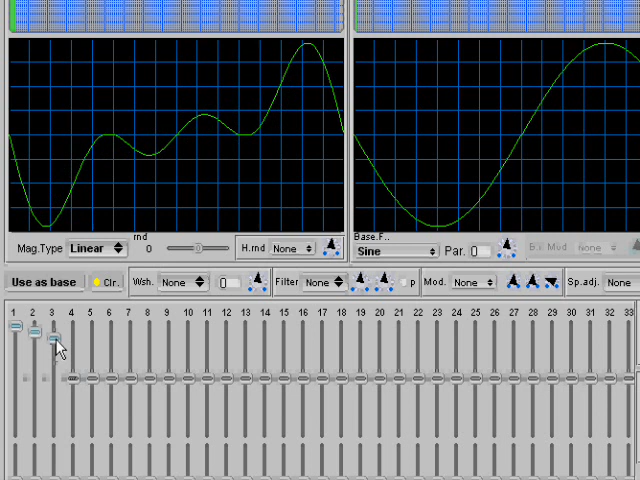 rnd
Mag.Type Linear 0 H.rnd None
Base.F..
Sine Par. 0 None
Use as base Clr. Wsh. None 0 Filter None p Mod. None Sp.adj. None
1 2 3 4 5 6 7 8 9 10 11 12 13 14 15 16 17 18 19 20 21 22 23 24 25 26 27 28 29 30 31 32 33